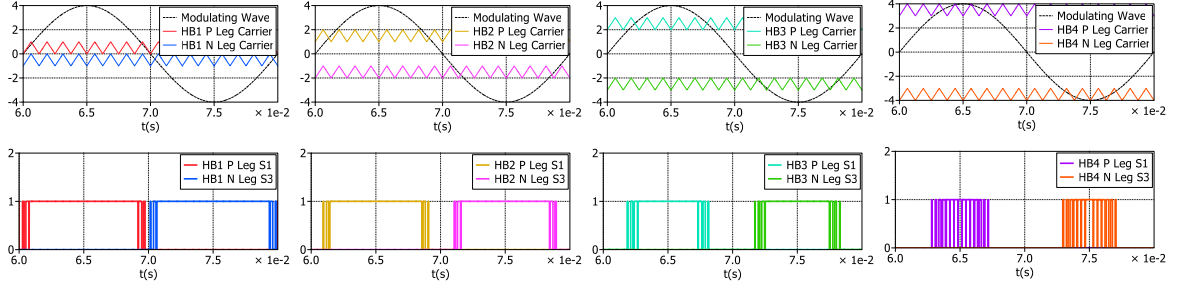 4
2
0
-2
-4
Modulating Wave
HB1 P Leg Carrier
HB1 N Leg Carrier
6.0 6.5 7.0 7.5 × 1e-2
t(s)
4
2
0
-2
-4
Modulating Wave
HB2 P Leg Carrier
HB2 N Leg Carrier
6.0 6.5 7.0 7.5 × 1e-2
t(s)
4
2
0
-2
-4
Modulating Wave
HB3 P Leg Carrier
HB3 N Leg Carrier
6.0 6.5 7.0 7.5 × 1e-2
t(s)
4
2
0
-2
-4
Modulating Wave
HB4 P Leg Carrier
HB4 N Leg Carrier
6.0 6.5 7.0 7.5 × 1e-2
t(s)
2
1
0
HB1 P Leg S1
HB1 N Leg S3
6.0 6.5 7.0 7.5 × 1e-2
t(s)
2
1
0
HB2 P Leg S1
HB2 N Leg S3
6.0 6.5 7.0 7.5 × 1e-2
t(s)
2
1
0
HB3 P Leg S1
HB3 N Leg S3
6.0 6.5 7.0 7.5 × 1e-2
t(s)
2
1
0
HB4 P Leg S1
HB4 N Leg S3
6.0 6.5 7.0 7.5 × 1e-2
t(s)